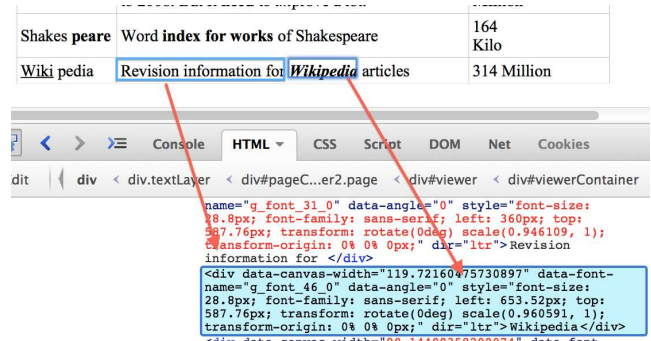 Shakes peare Word index for works of Shakespeare 164
Kilo
Wiki pedia Revision information for Wikipedia articles 314 Million
Console HTML CSS Script DOM Net Cookies
dit div < div.textLayer < div#pageC...er2.page < div#viewer < div#viewerContainer
name="g_font_31_0" data-angle="0" style="font-size:
28.8px; font-family: sans-serif; left: 360px; top:
587.76px; transform: rotate(0deg) scale(0.946109, 1);
transform-origin: 0% 0% 0px;" dir="ltr">Revision
information for </div>
<div data-canvas-width="119.72160475730897" data-font-
name="g_font_46_0" data-angle="0" style="font-size:
28.8px; font-family: sans-serif; left: 653.52px; top:
587.76px; transform: rotate(0deg) scale(0.960591, 1);
transform-origin: 0% 0% 0px;" dir="ltr">Wikipedia</div>